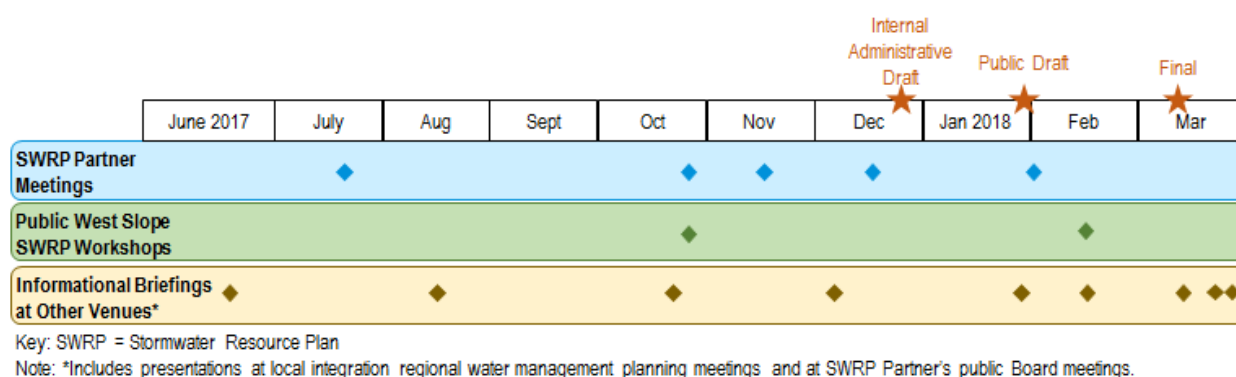 Internal
Administrative
Draft
Public Draft
Final
June 2017 July Aug Sept Oct Nov Dec Jan 2018 Feb Mar
SWRP Partner
Meetings
Public West Slope
SWRP Workshops
Informational Briefings
at Other Venues*
Key: SWRP = Stormwater Resource Plan
Note: *Includes presentations at local integration regional water management planning meetings and at SWRP Partner's public Board meetings.